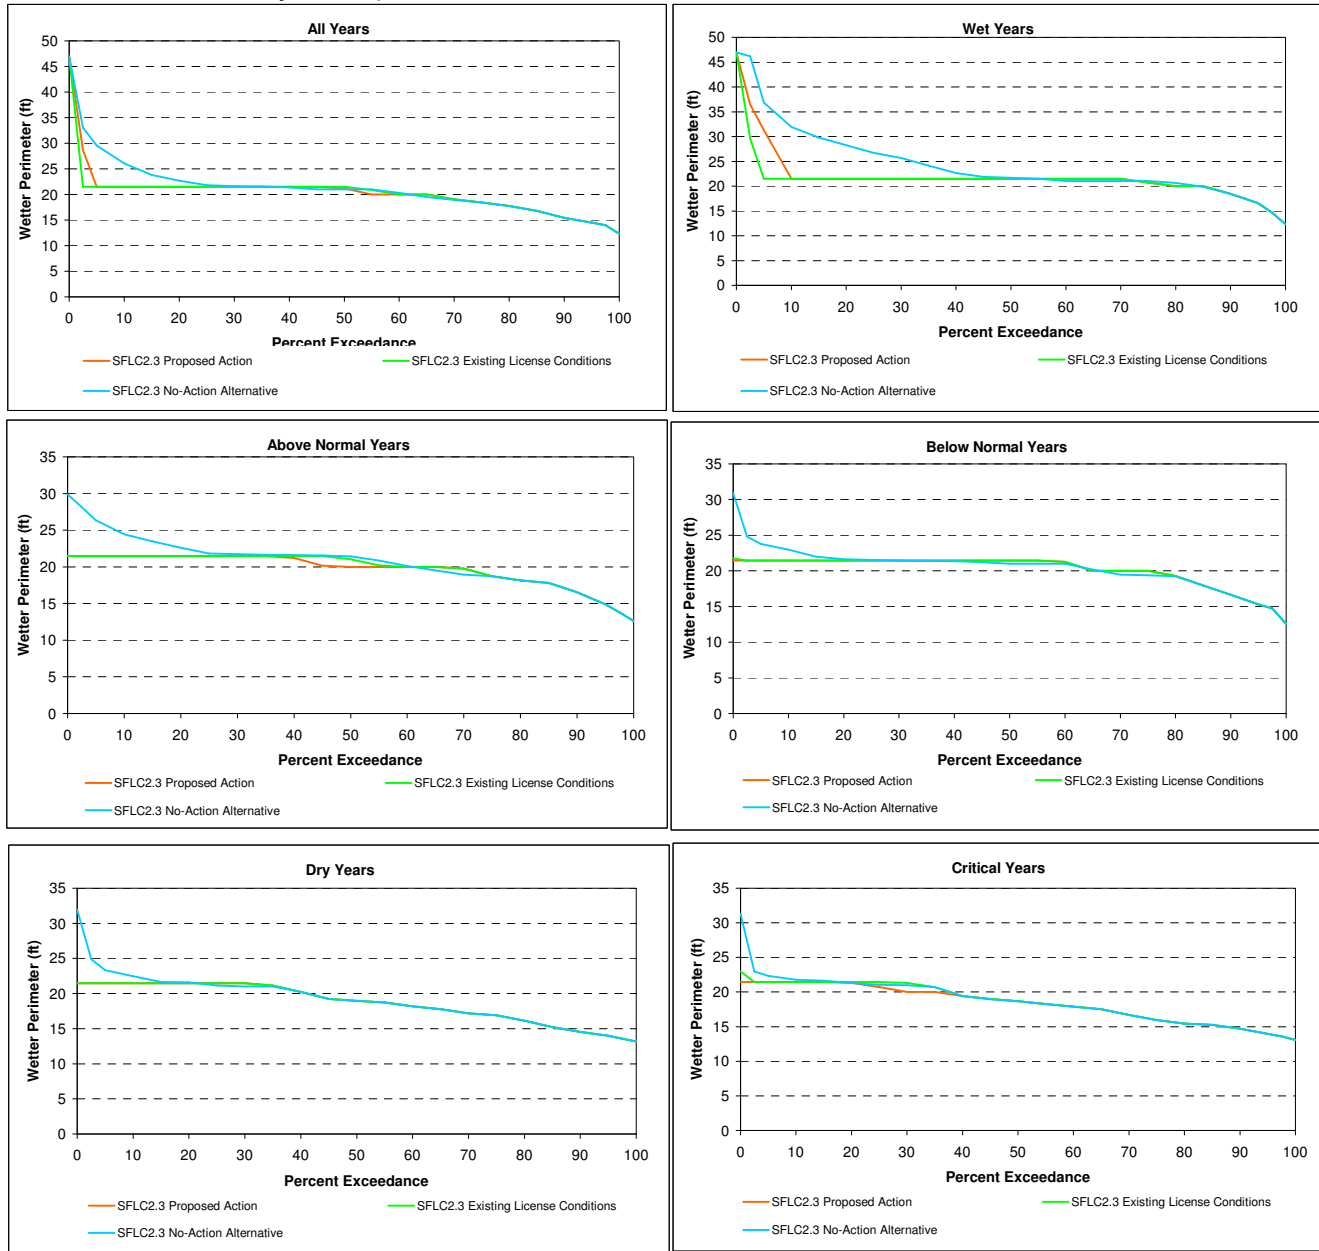 All Years
Wetter Perimeter (ft)
50
45
40
35
30
25
20
15
10
5
0
0 10 20 30 40 50 60 70 80 90 100
Percent Exceedance
SFLC2.3 Proposed Action
SFLC2.3 Existing License Conditions
SFLC2.3 No-Action Alternative
Wet Years
Wetter Perimeter (ft)
50
45
40
35
30
25
20
15
10
5
0
0 10 20 30 40 50 60 70 80 90 100
Percent Exceedance
SFLC2.3 Proposed Action
SFLC2.3 Existing License Conditions
SFLC2.3 No-Action Alternative
Above Normal Years
Wetter Perimeter (ft)
35
30
25
20
15
10
5
0
0 10 20 30 40 50 60 70 80 90 100
Percent Exceedance
SFLC2.3 Proposed Action
SFLC2.3 Existing License Conditions
SFLC2.3 No-Action Alternative
Below Normal Years
Wetter Perimeter (ft)
35
30
25
20
15
10
5
0
0 10 20 30 40 50 60 70 80 90 100
Percent Exceedance
SFLC2.3 Proposed Action
SFLC2.3 Existing License Conditions
SFLC2.3 No-Action Alternative
Dry Years
Wetter Perimeter (ft)
35
30
25
20
15
10
5
0
0 10 20 30 40 50 60 70 80 90 100
Percent Exceedance
SFLC2.3 Proposed Action
SFLC2.3 Existing License Conditions
SFLC2.3 No-Action Alternative
Critical Years
Wetter Perimeter (ft)
35
30
25
20
15
10
5
0
0 10 20 30 40 50 60 70 80 90 100
Percent Exceedance
SFLC2.3 Proposed Action
SFLC2.3 Existing License Conditions
SFLC2.3 No-Action Alternative